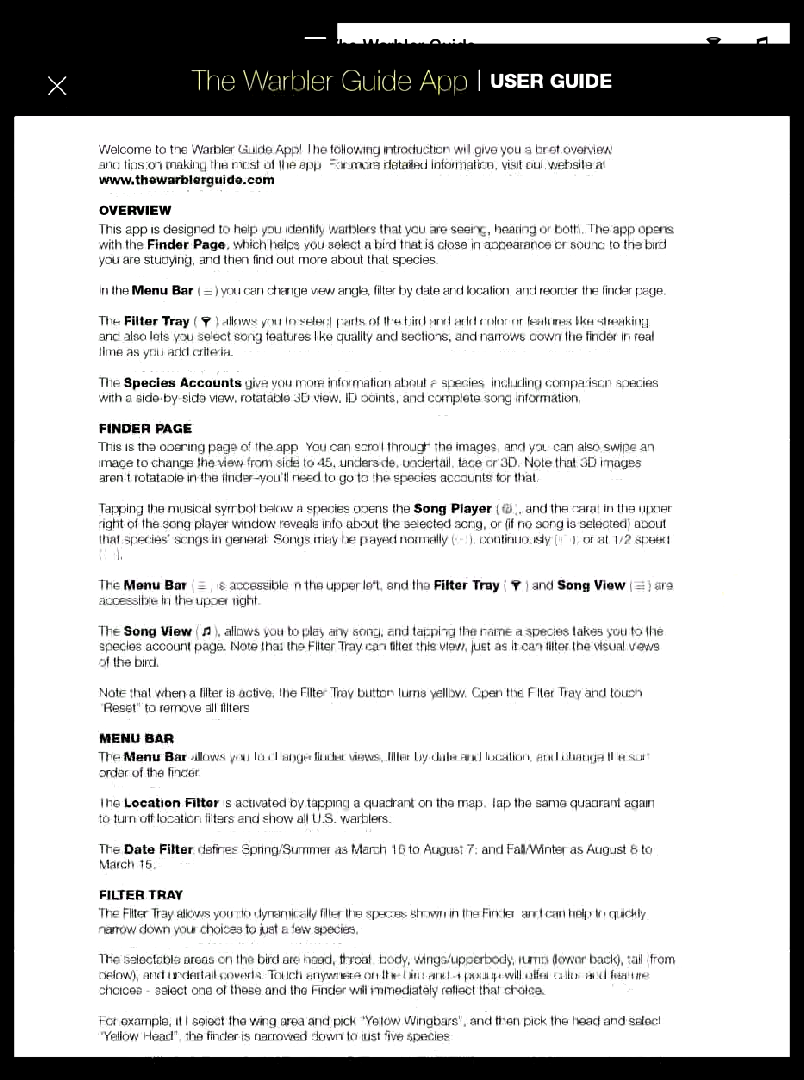 The Warbler Guide
The Warbler Guide App | USER GUIDE
Welcome to the Warbler Guide App! The following introduction will give you a brief overview
and tips on making the most of the app. For more detailed information, visit our website at
www.thewarblerguide.com
OVERVIEW
This app is designed to help you identify warblers that you are seeing, hearing or both. The app opens
with the Finder Page, which helps you select a bird that is close in appearance or sound to the bird
you are studying, and then find out more about that species.
In the Menu Bar ( ) you can change view angle, filter by date and location, and reorder the finder page.
The Filter Tray ( ) allows you to select parts of the bird and add color or features like streaking
and also lets you select song features like quality and sections, and narrows down the finder in real
time as you add criteria.
The Species Accounts give you more information about a species, including comparison species
with a side-by-side view, rotatable 3D view, ID points, and complete song information.
FINDER PAGE
This is the opening page of the app. You can scroll through the images, and you can also swipe an
image to change the view from side to 45, underside, undertail, face or 3D. Note that 3D images
aren't rotatable in the finder–you'll need to go to the species accounts for that.
Tapping the musical symbol below a species opens the Song Player ( ), and the carat in the upper
right of the song player window reveals info about the selected song, or (if no song is selected) about
that species' songs in general. Songs may be played normally ( ), continuously ( ), or at 1/2 speed
( ).
The Menu Bar ( ) is accessible in the upper left, and the Filter Tray ( ) and Song View ( ) are
accessible in the upper right.
The Song View ( ), allows you to play any song, and tapping the name a species takes you to the
species account page. Note that the Filter Tray can filter this view, just as it can filter the visual views
of the bird.
Note that when a filter is active, the Filter Tray button turns yellow. Open the Filter Tray and touch
"Reset" to remove all filters
MENU BAR
The Menu Bar allows you to change finder views, filter by date and location, and change the sort
order of the finder
The Location Filter is activated by tapping a quadrant on the map. Tap the same quadrant again
to turn off location filters and show all U.S. warblers.
The Date Filter defines Spring/Summer as March 16 to August 7; and Fall/Winter as August 8 to
March 15.
FILTER TRAY
The Filter Tray allows you to dynamically filter the species shown in the Finder and can help to quickly
narrow down your choices to just a few species.
The selectable areas on the bird are head, throat, body, wings/upperbody, rump (lower back), tail (from
below), and undertail coverts. Touch anywhere on the bird and a popup will offer color and feature
choices - select one of these and the Finder will immediately reflect that choice.
For example, if I select the wing area and pick "Yellow Wingbars", and then pick the head and select
"Yellow Head", the finder is narrowed down to just five species